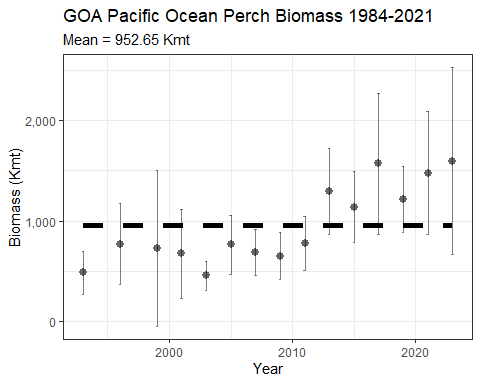 GOA Pacific Ocean Perch Biomass 1984-2021
Mean = 952.65 Kmt
Biomass (Kmt)
2,000
1,000
0
2000 2010 2020
Year